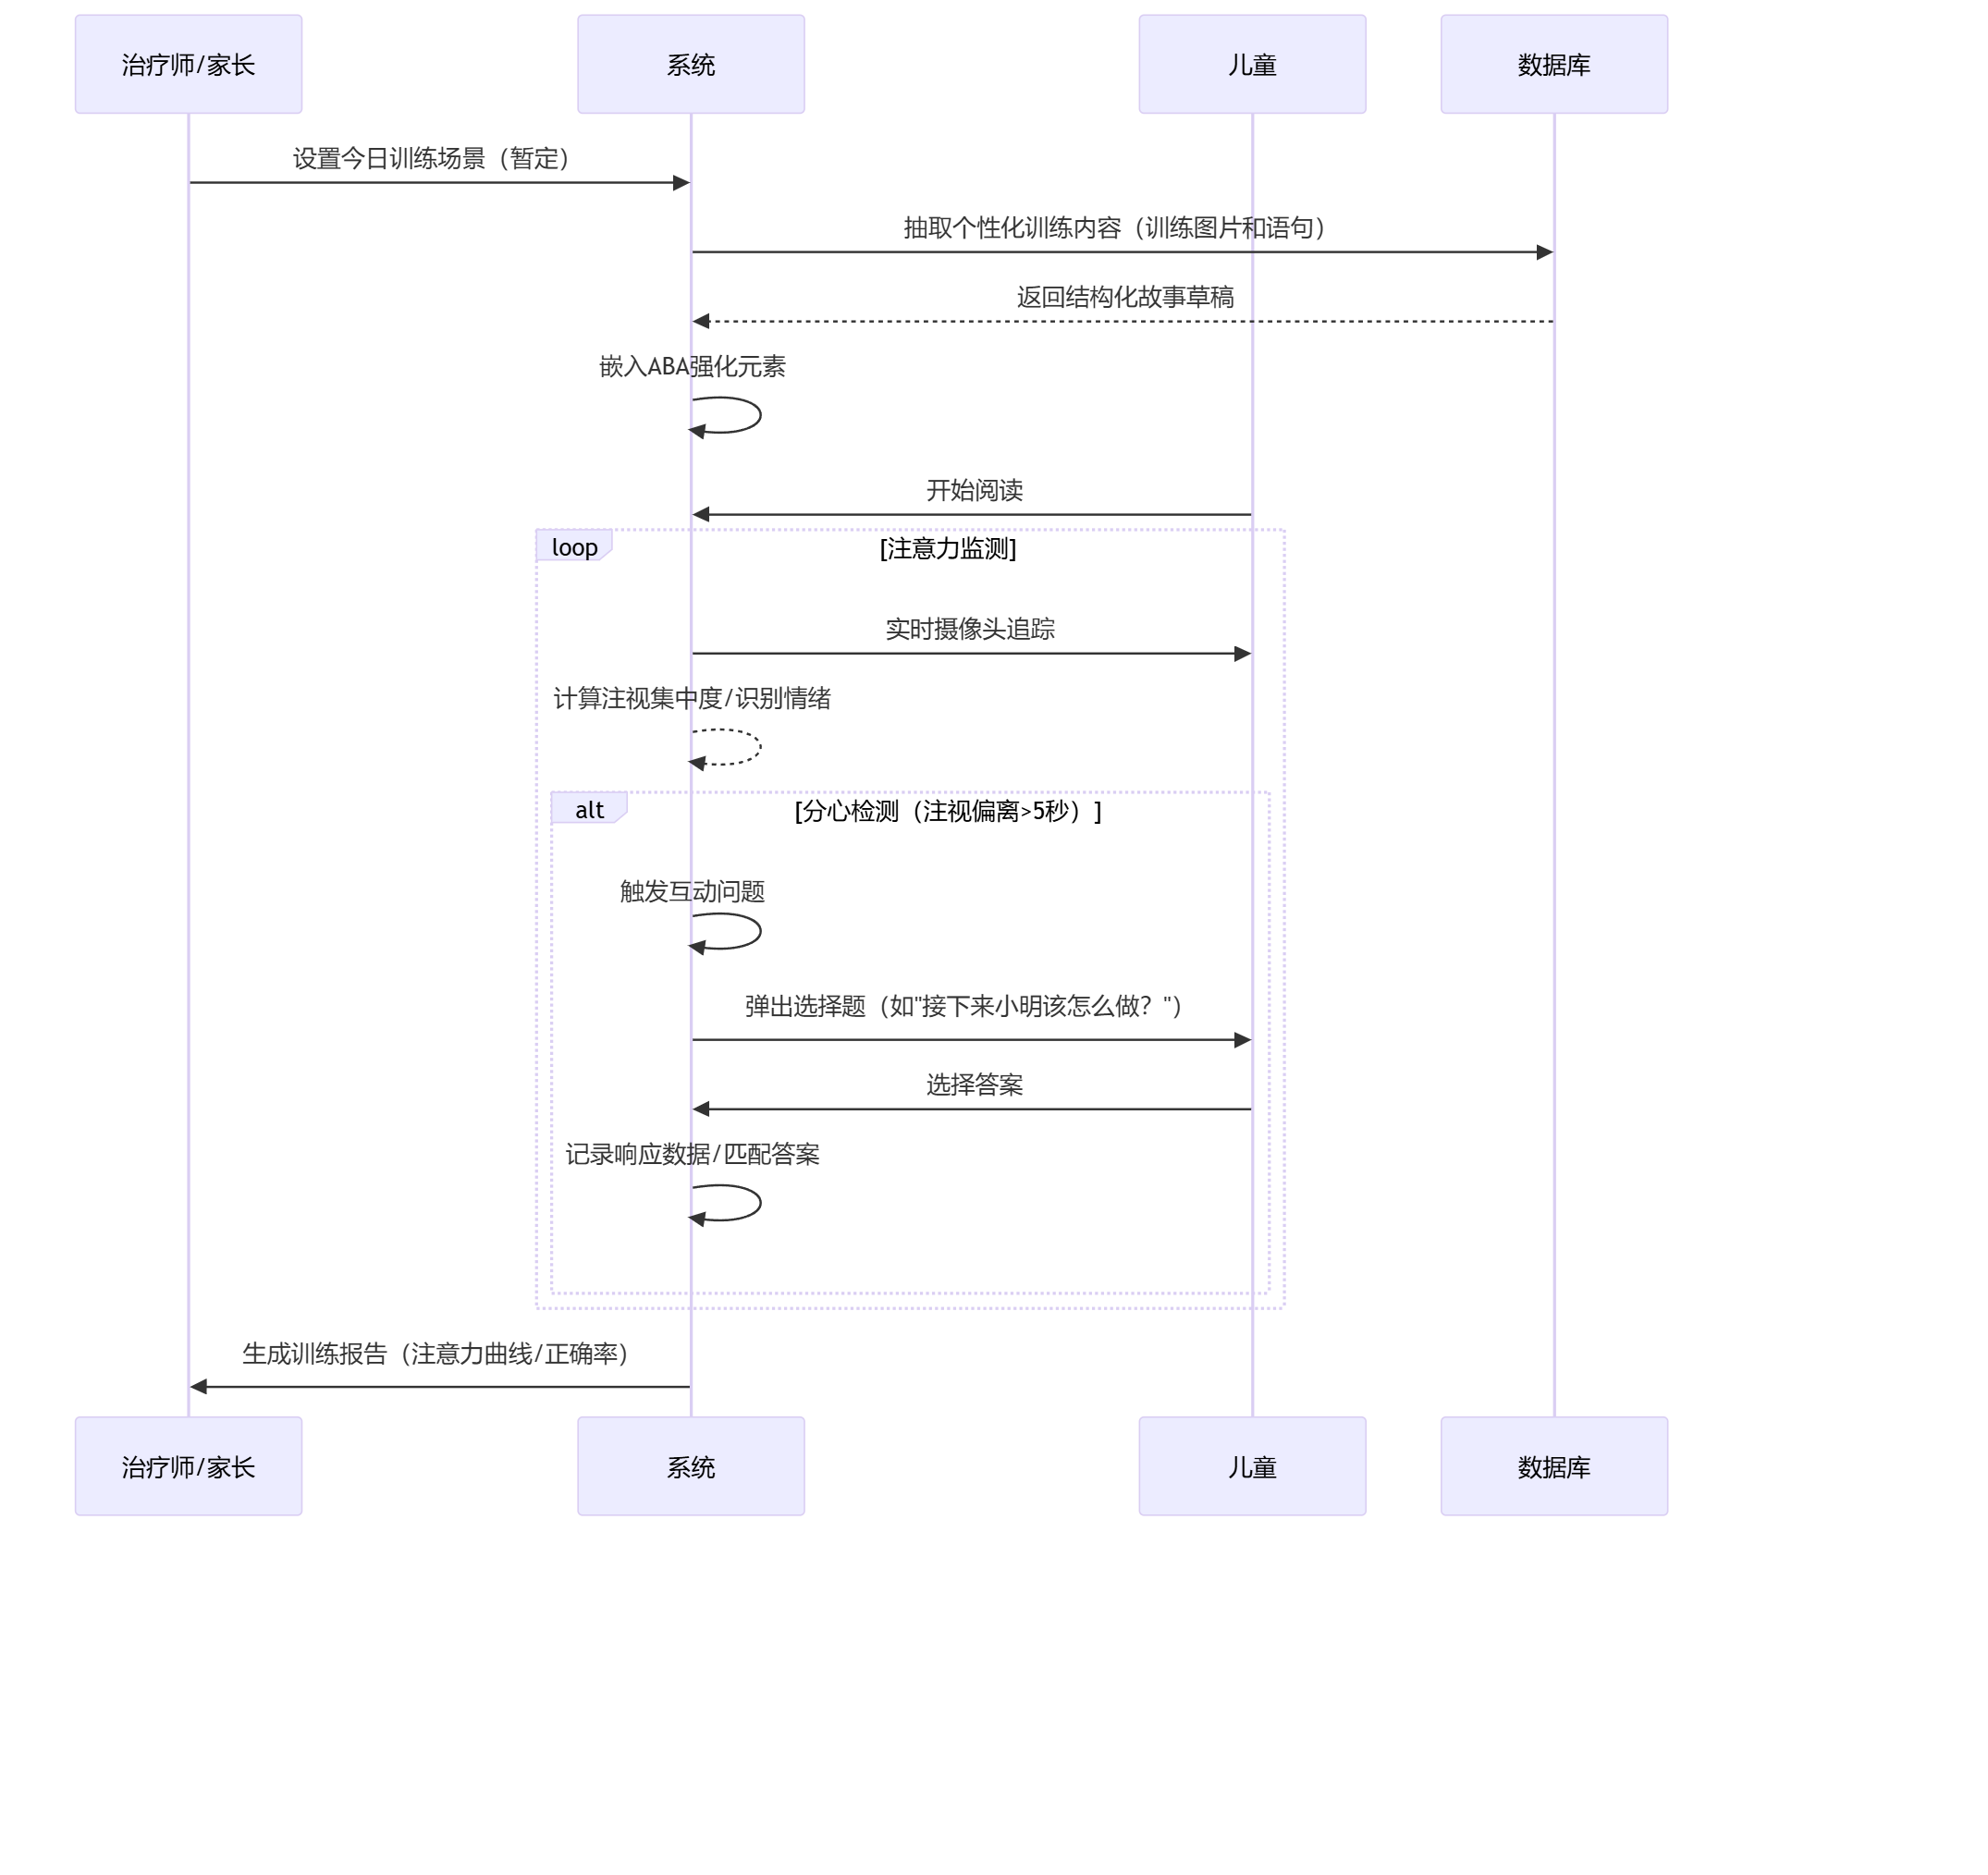 治疗师/家长
系统
儿童
数据库
设置今日训练场景（暂定）
抽取个性化训练内容（训练图片和语句）
返回结构化故事草稿
嵌入ABA强化元素
开始阅读
loop
[注意力监测]
实时摄像头追踪
计算注视集中度/识别情绪
alt
[分心检测（注视偏离>5秒）]
触发互动问题
弹出选择题（如"接下来小明该怎么做？"）
选择答案
记录响应数据/匹配答案
生成训练报告（注意力曲线/正确率）
治疗师/家长
系统
儿童
数据库